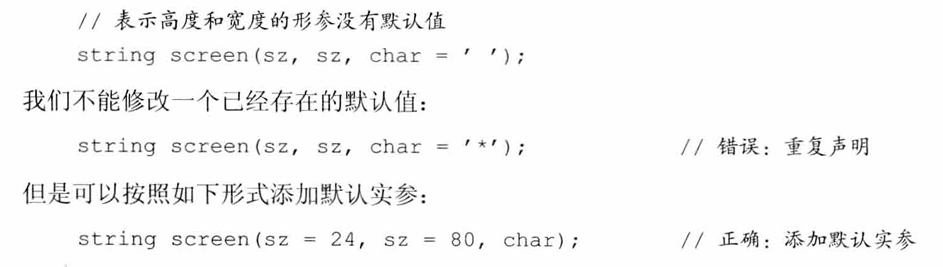 // 表示高度和宽度的形参没有默认值
string screen(sz, sz, char = ' ');
我们不能修改一个已经存在的默认值：
string screen(sz, sz, char = '*'); // 错误：重复声明
但是可以按照如下形式添加默认实参：
string screen(sz = 24, sz = 80, char); // 正确：添加默认实参